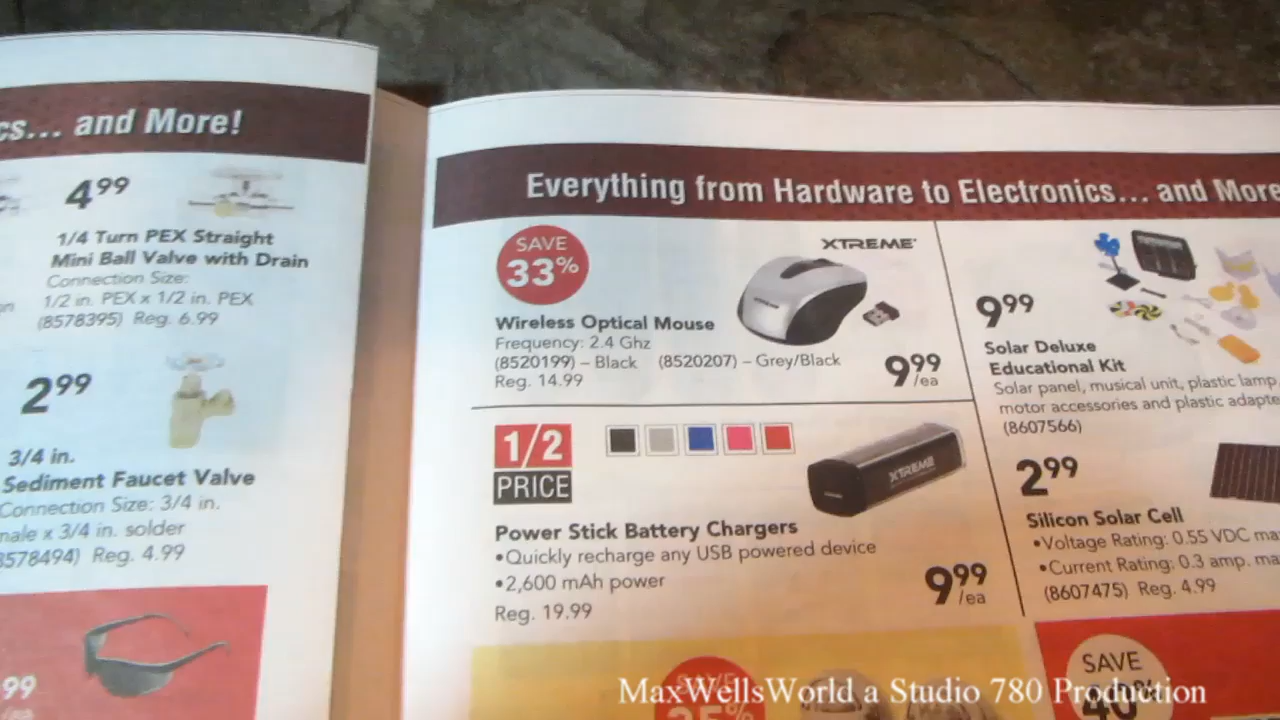 cs... and More!
4.99
1/4 Turn PEX Straight
Mini Ball Valve with Drain
Connection Size:
1/2 in. PEX x 1/2 in. PEX
(8578395) Reg. 6.99
2.99
3/4 in.
Sediment Faucet Valve
Connection Size: 3/4 in.
male x 3/4 in. solder
8578494) Reg. 4.99
99
Everything from Hardware to Electronics... and More
SAVE
33%
XTREME
Wireless Optical Mouse
Frequency: 2.4 Ghz
(8520199) – Black (8520207) – Grey/Black
Reg. 14.99
9.99
/ea
1/2
PRICE
XTREME
Power Stick Battery Chargers
•Quickly recharge any USB powered device
•2,600 mAh power
Reg. 19.99
9.99
/ea
9.99
Solar Deluxe
Educational Kit
Solar panel, musical unit, plastic lamp,
motor accessories and plastic adapte
(8607566)
2.99
Silicon Solar Cell
•Voltage Rating: 0.55 VDC ma
•Current Rating: 0.3 amp. ma
(8607475) Reg. 4.99
SAVE
35%
SAVE
40%
MaxWellsWorld a Studio 780 Production